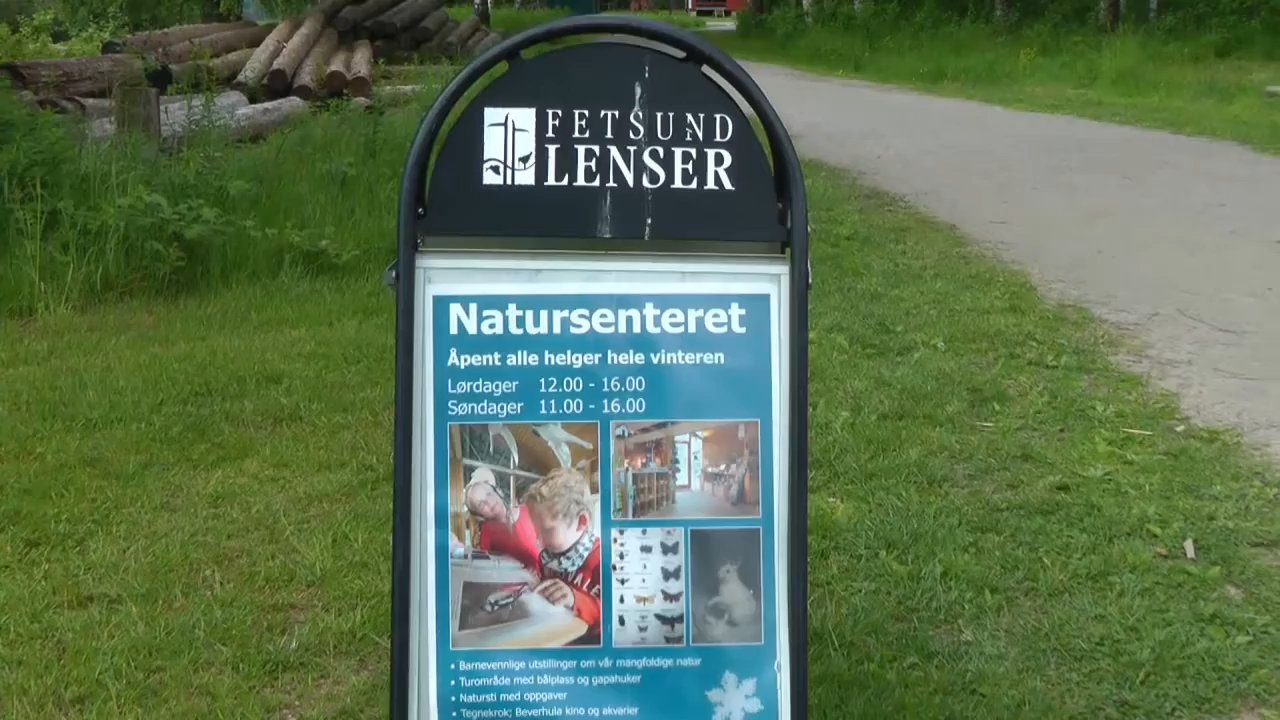 FETSUND
LENSER
Natursenteret
Åpent alle helger hele vinteren
Lørdager 12.00 - 16.00
Søndager 11.00 - 16.00
• Barnevennlige utstillinger om vår mangfoldige natur
• Turområde med bålplass og gapahuker
• Natursti med oppgaver
• Tegnekrok; Beverhula kino og akvarier